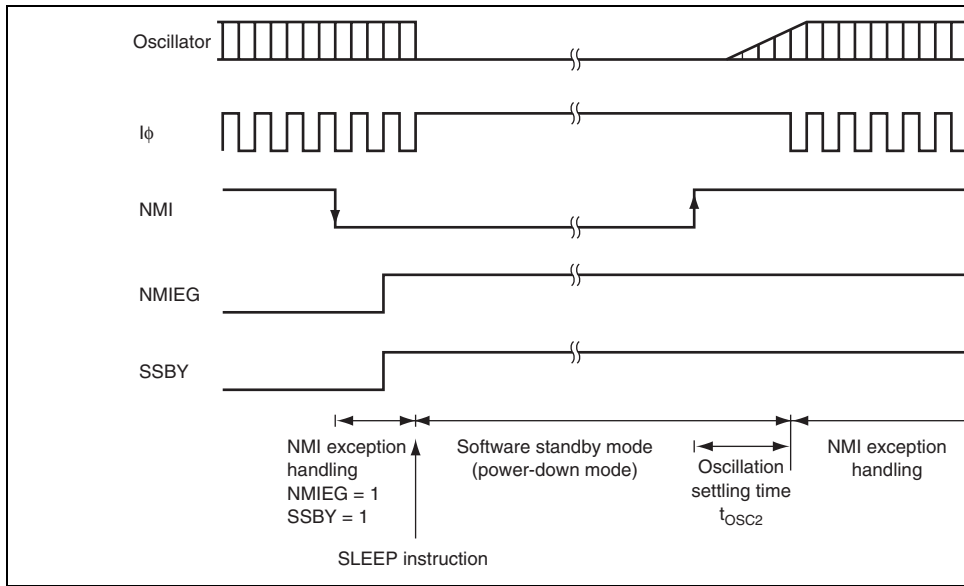 Oscillator
Iϕ
NMI
NMIEG
SSBY
NMI exception
handling
NMIEG = 1
SSBY = 1
Software standby mode
(power-down mode)
Oscillation
settling time
tOSC2
NMI exception
handling
SLEEP instruction